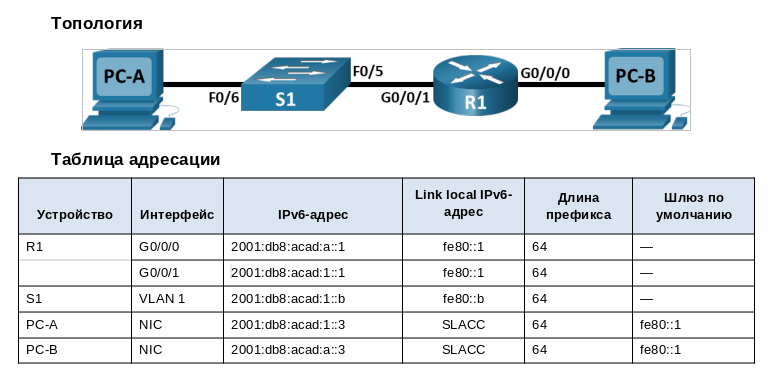 Топология
PC-A
F0/6
S1
F0/5
G0/0/1
R1
G0/0/0
PC-B
Таблица адресации
Устройство Интерфейс IPv6-адрес Link local IPv6-адрес Длина префикса Шлюз по умолчанию
R1 G0/0/0 2001:db8:acad:a::1 fe80::1 64 —
G0/0/1 2001:db8:acad:1::1 fe80::1 64 —
S1 VLAN 1 2001:db8:acad:1::b fe80::b 64 —
PC-A NIC 2001:db8:acad:1::3 SLACC 64 fe80::1
PC-B NIC 2001:db8:acad:a::3 SLACC 64 fe80::1